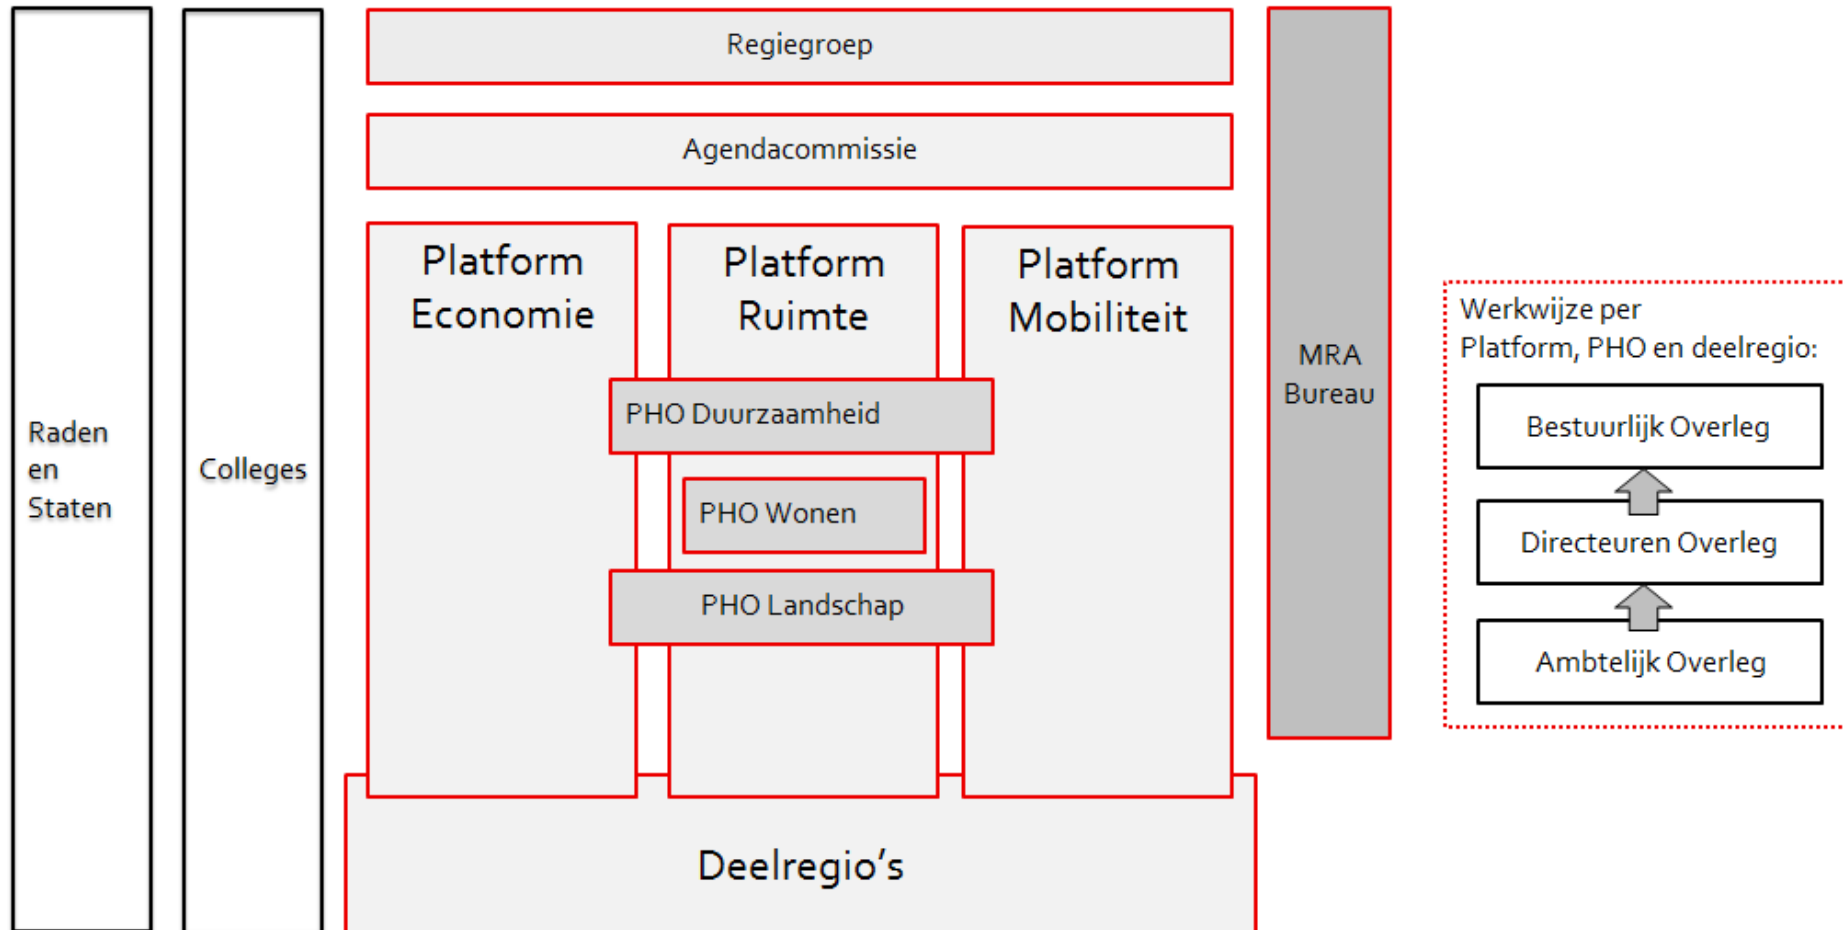 Raden
en
Staten
Colleges
Regiegroep
Agendacommissie
Platform
Economie
Platform
Ruimte
Platform
Mobiliteit
PHO Duurzaamheid
PHO Wonen
PHO Landschap
Deelregio's
MRA
Bureau
Werkwijze per
Platform, PHO en deelregio:
Bestuurlijk Overleg
Directeuren Overleg
Ambtelijk Overleg